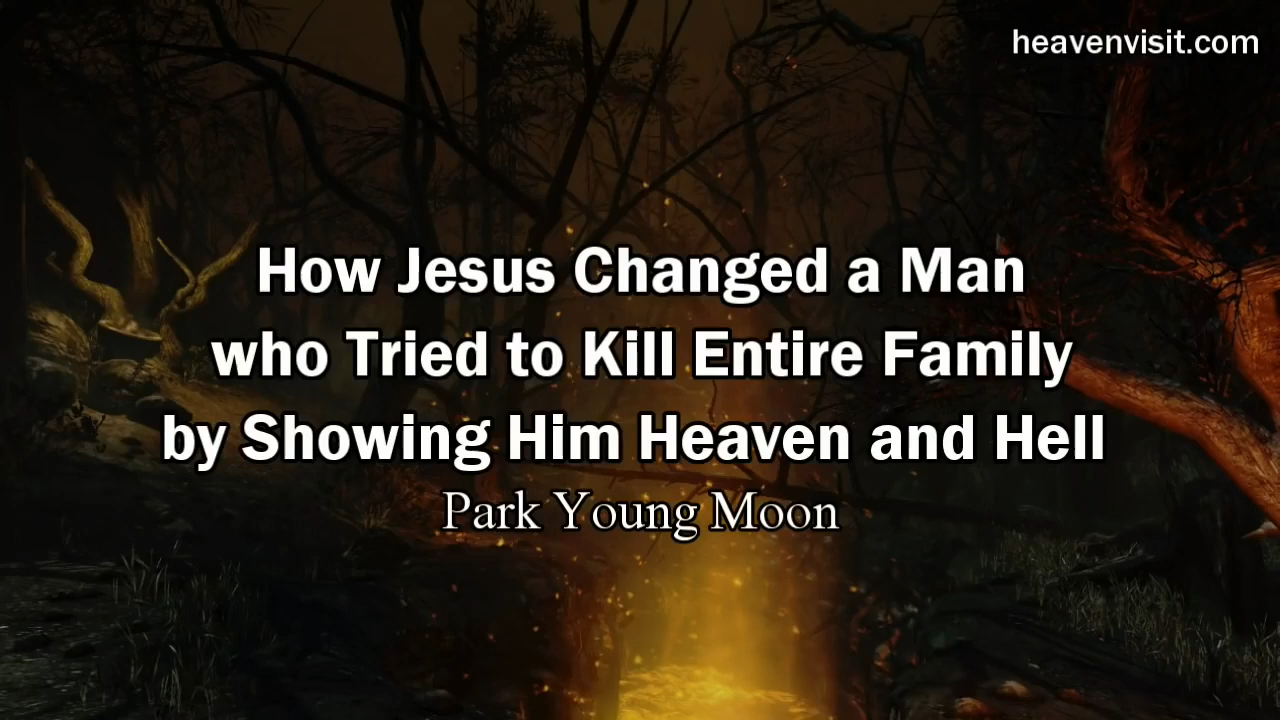 heavenvisit.com
How Jesus Changed a Man
who Tried to Kill Entire Family
by Showing Him Heaven and Hell
Park Young Moon